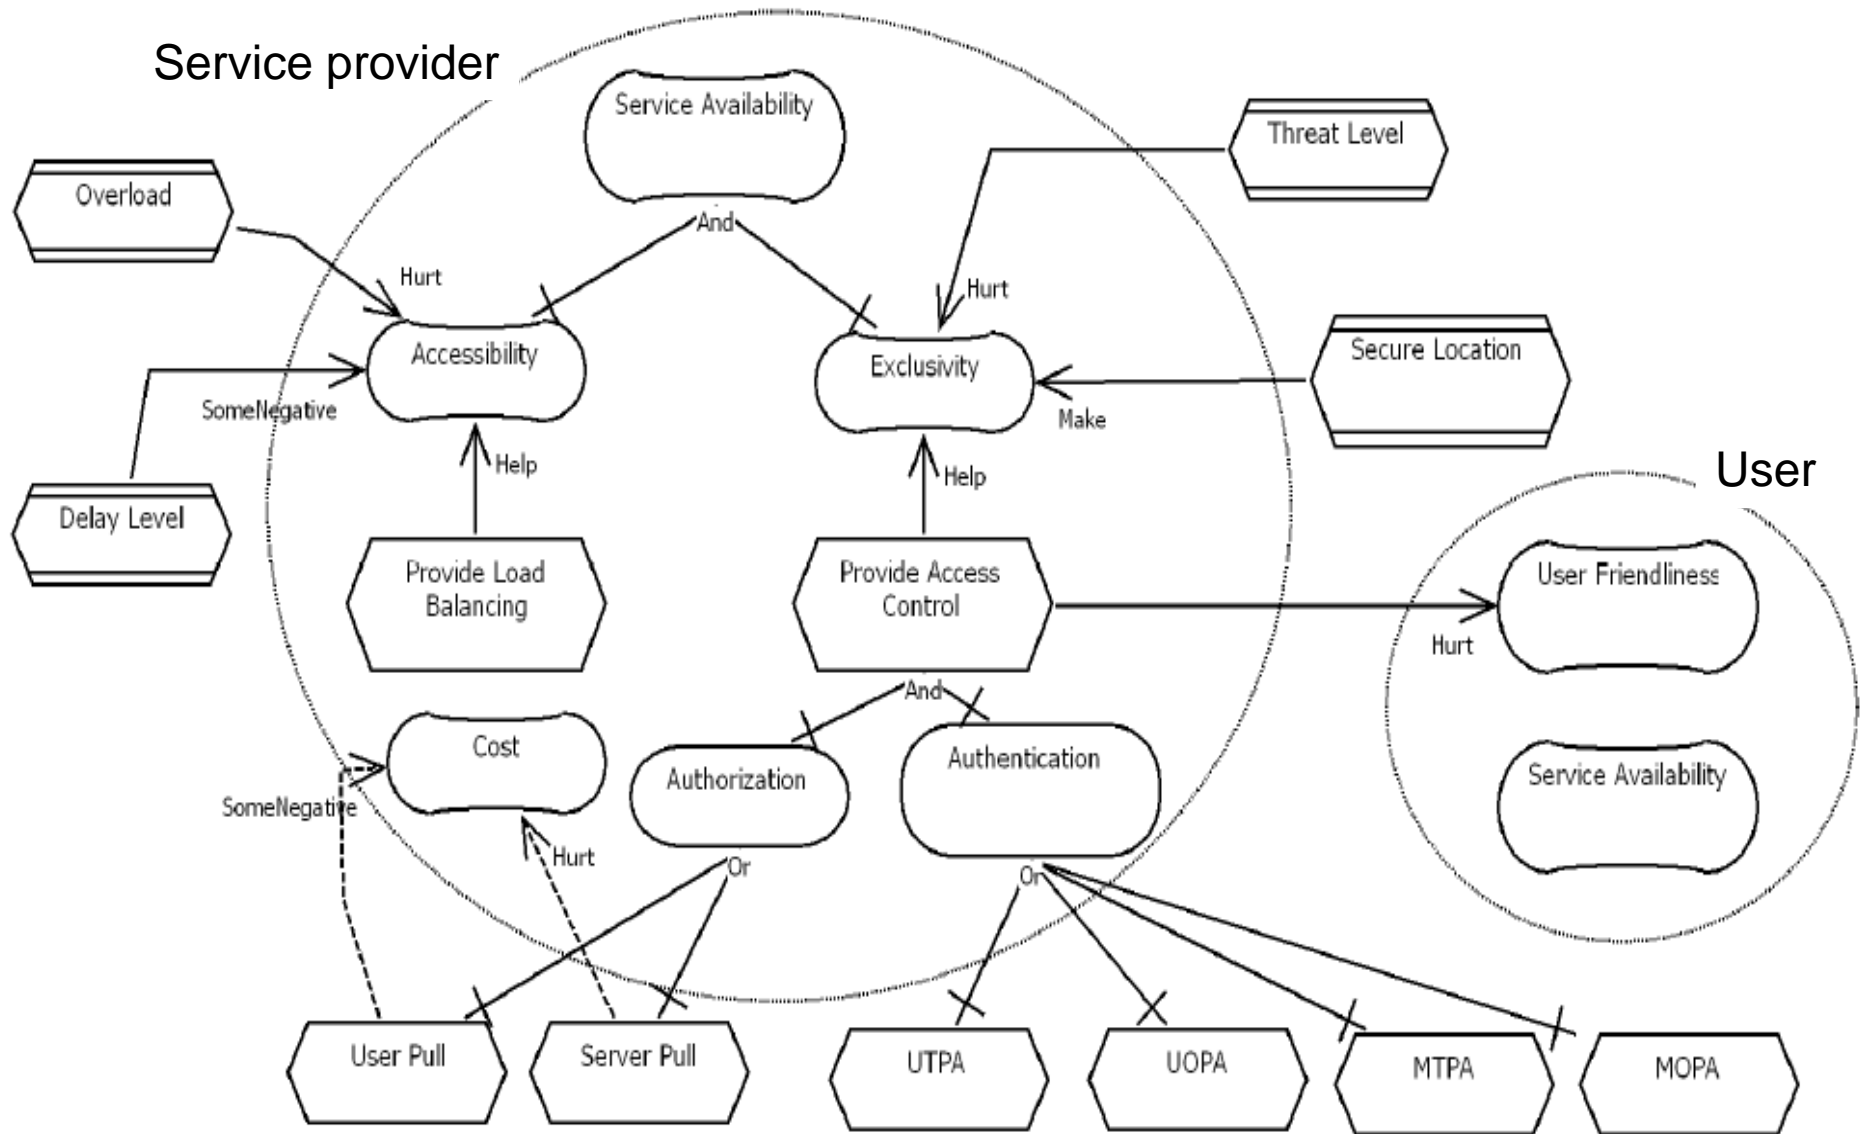 Service provider
Service Availability
Threat Level
Overload
And
Hurt
Hurt
Accessibility
Exclusivity
Secure Location
SomeNegative
Make
Help
Help
User
Delay Level
Provide Load
Balancing
Provide Access
Control
User Friendliness
Hurt
And
Cost
Authorization
Authentication
Service Availability
SomeNegative
Hurt
Or
Or
User Pull
Server Pull
UTPA
UOPA
MTPA
MOPA